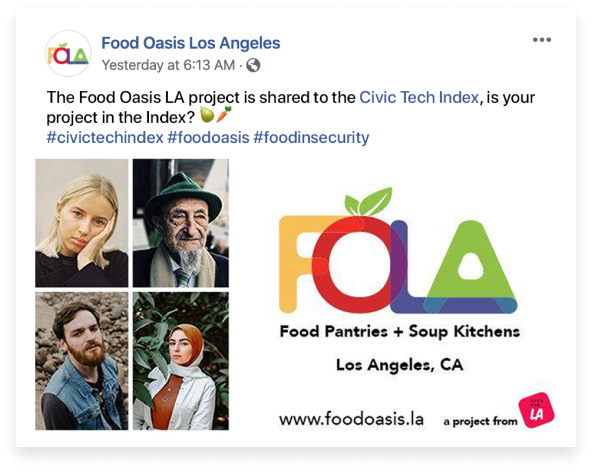 FOLA
Food Oasis Los Angeles
Yesterday at 6:13 AM ·
The Food Oasis LA project is shared to the Civic Tech Index, is your
project in the Index? 🍐🥕
#civictechindex #foodoasis #foodinsecurity
FOLA
Food Pantries + Soup Kitchens
Los Angeles, CA
www.foodoasis.la
a project from
LA